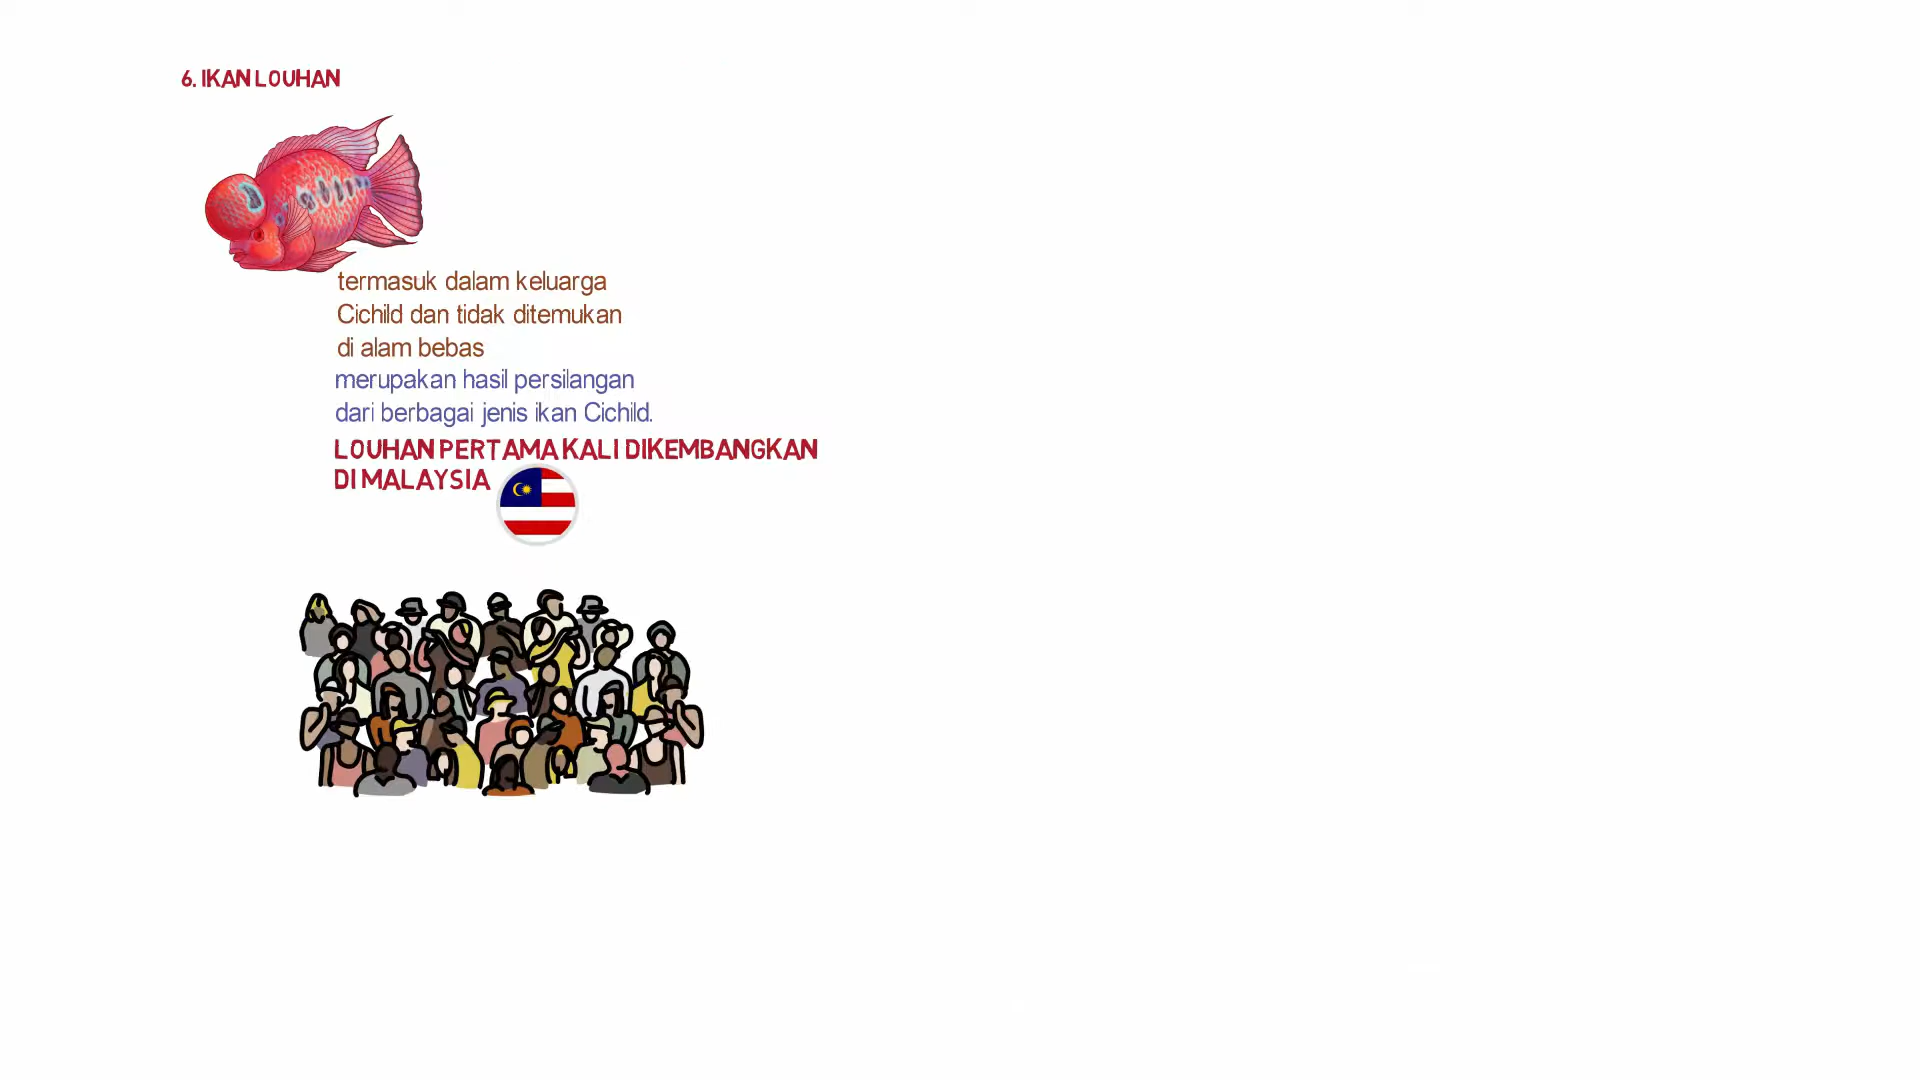 6. IKAN LOUHAN
termasuk dalam keluarga
Cichild dan tidak ditemukan
di alam bebas
merupakan hasil persilangan
dari berbagai jenis ikan Cichild.
LOUHAN PERTAMA KALI DIKEMBANGKAN
DI MALAYSIA